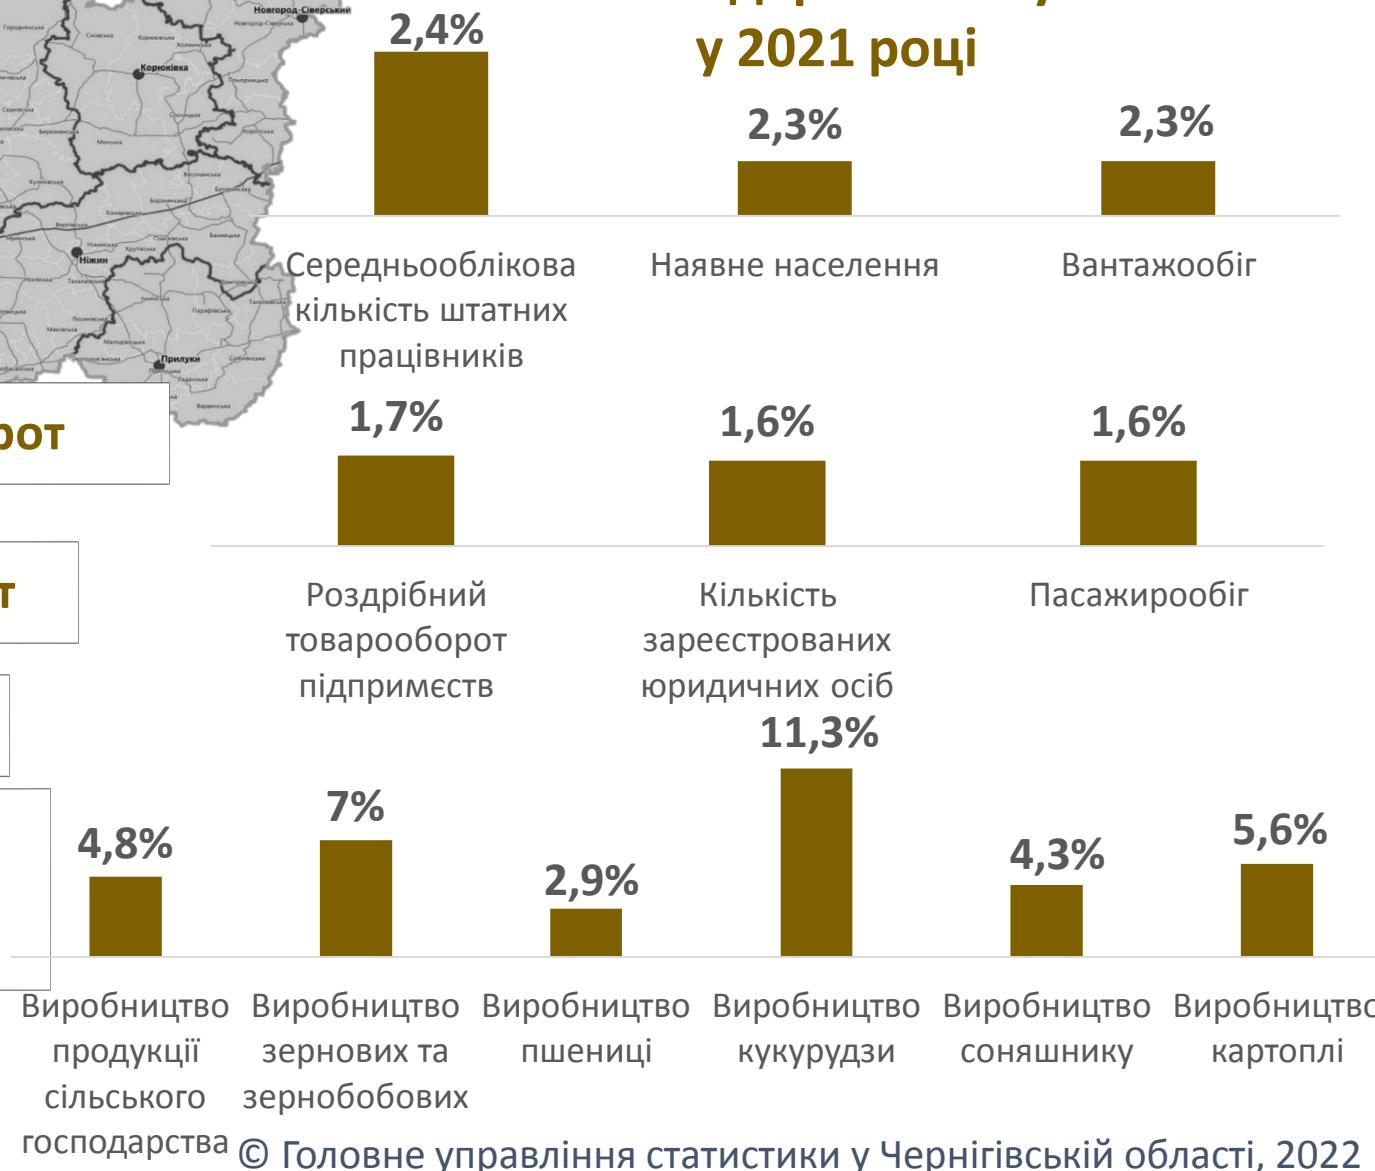 Новгород-Сіверський
Корюківка
Ніжин
Прилуки
у 2021 році
2,4%
2,3%
2,3%
Середньооблікова
кількість штатних
працівників
Наявне населення
Вантажообіг
рот
т
1,7%
1,6%
1,6%
Роздрібний
товарооборот
підпримєств
Кількість
зареєстрованих
юридичних осіб
Пасажирообіг
4,8%
7%
2,9%
11,3%
4,3%
5,6%
Виробництво
продукції
сільського
господарства
Виробництво
зернових та
зернобобових
Виробництво
пшениці
Виробництво
кукурудзи
Виробництво
соняшнику
Виробництво
картоплі
© Головне управління статистики у Чернігівській області, 2022